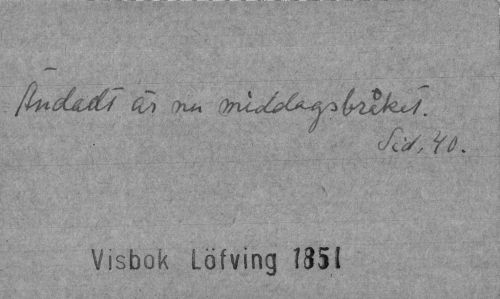 Ändadt är nu middagsbråket.
Sid, 40.
Visbok Löfving 1851